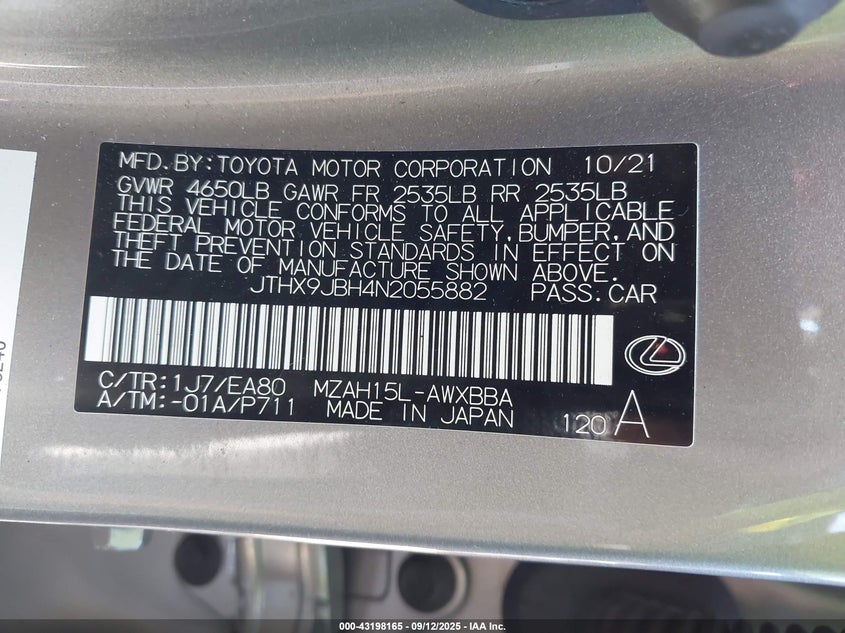 MFD.BY:TOYOTA MOTOR CORPORATION 10/21
GVWR 4650LB GAWR FR 2535LB RR 2535LB
THIS VEHICLE CONFORMS TO ALL APPLICABLE
FEDERAL MOTOR VEHICLE SAFETY,BUMPER,AND
THEFT PREVENTION STANDARDS IN EFFECT ON
THE DATE OF MANUFACTURE SHOWN ABOVE.
JTHX9JBH4N2055882 PASS.CAR
C/TR:1J7/EA80 MZAH15L-AWXBBA
A/TM:-01A/P711 MADE IN JAPAN 120 A
000-43198165 - 09/12/2025 - IAA Inc.